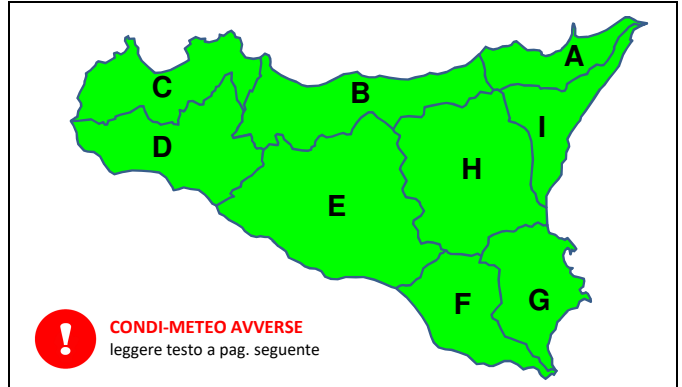 A
C
B
I
D
H
E
F
G
!
CONDI-METEO AVVERSE
leggere testo a pag. seguente